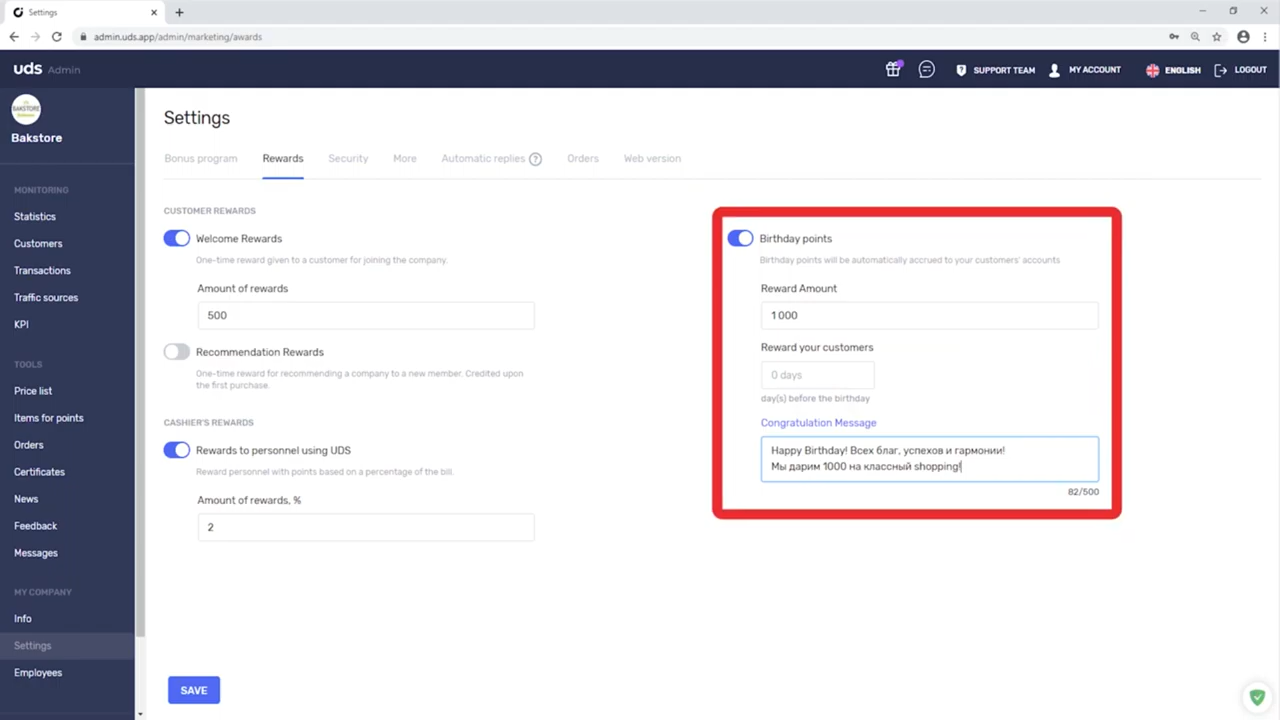 Settings
admin.uds.app/admin/marketing/awards
uds Admin
SUPPORT TEAM
MY ACCOUNT
ENGLISH
LOGOUT
BAKSTORE
Bakstore
MONITORING
Statistics
Customers
Transactions
Traffic sources
KPI
TOOLS
Price list
Items for points
Orders
Certificates
News
Feedback
Messages
MY COMPANY
Info
Settings
Employees
Settings
Bonus program
Rewards
Security
More
Automatic replies ?
Orders
Web version
CUSTOMER REWARDS
Welcome Rewards
One-time reward given to a customer for joining the company.
Amount of rewards
500
Recommendation Rewards
One-time reward for recommending a company to a new member. Credited upon
the first purchase.
CASHIER'S REWARDS
Rewards to personnel using UDS
Reward personnel with points based on a percentage of the bill.
Amount of rewards, %
2
Birthday points
Birthday points will be automatically accrued to your customers' accounts
Reward Amount
1 000
Reward your customers
0 days
day(s) before the birthday
Congratulation Message
Happy Birthday! Всех благ, успехов и гармонии!
Мы дарим 1000 на классный shopping!
82/500
SAVE